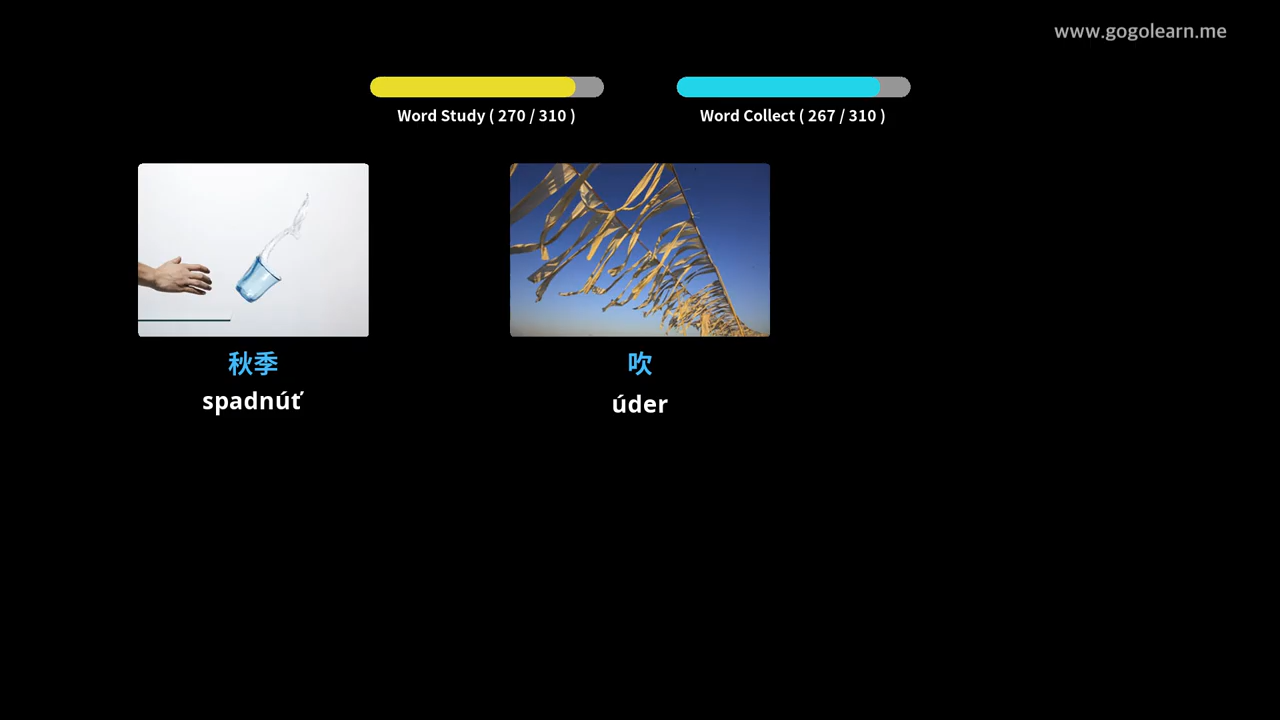 www.gogolearn.me
Word Study ( 270 / 310 )
Word Collect ( 267 / 310 )
秋季
spadnúť
吹
úder